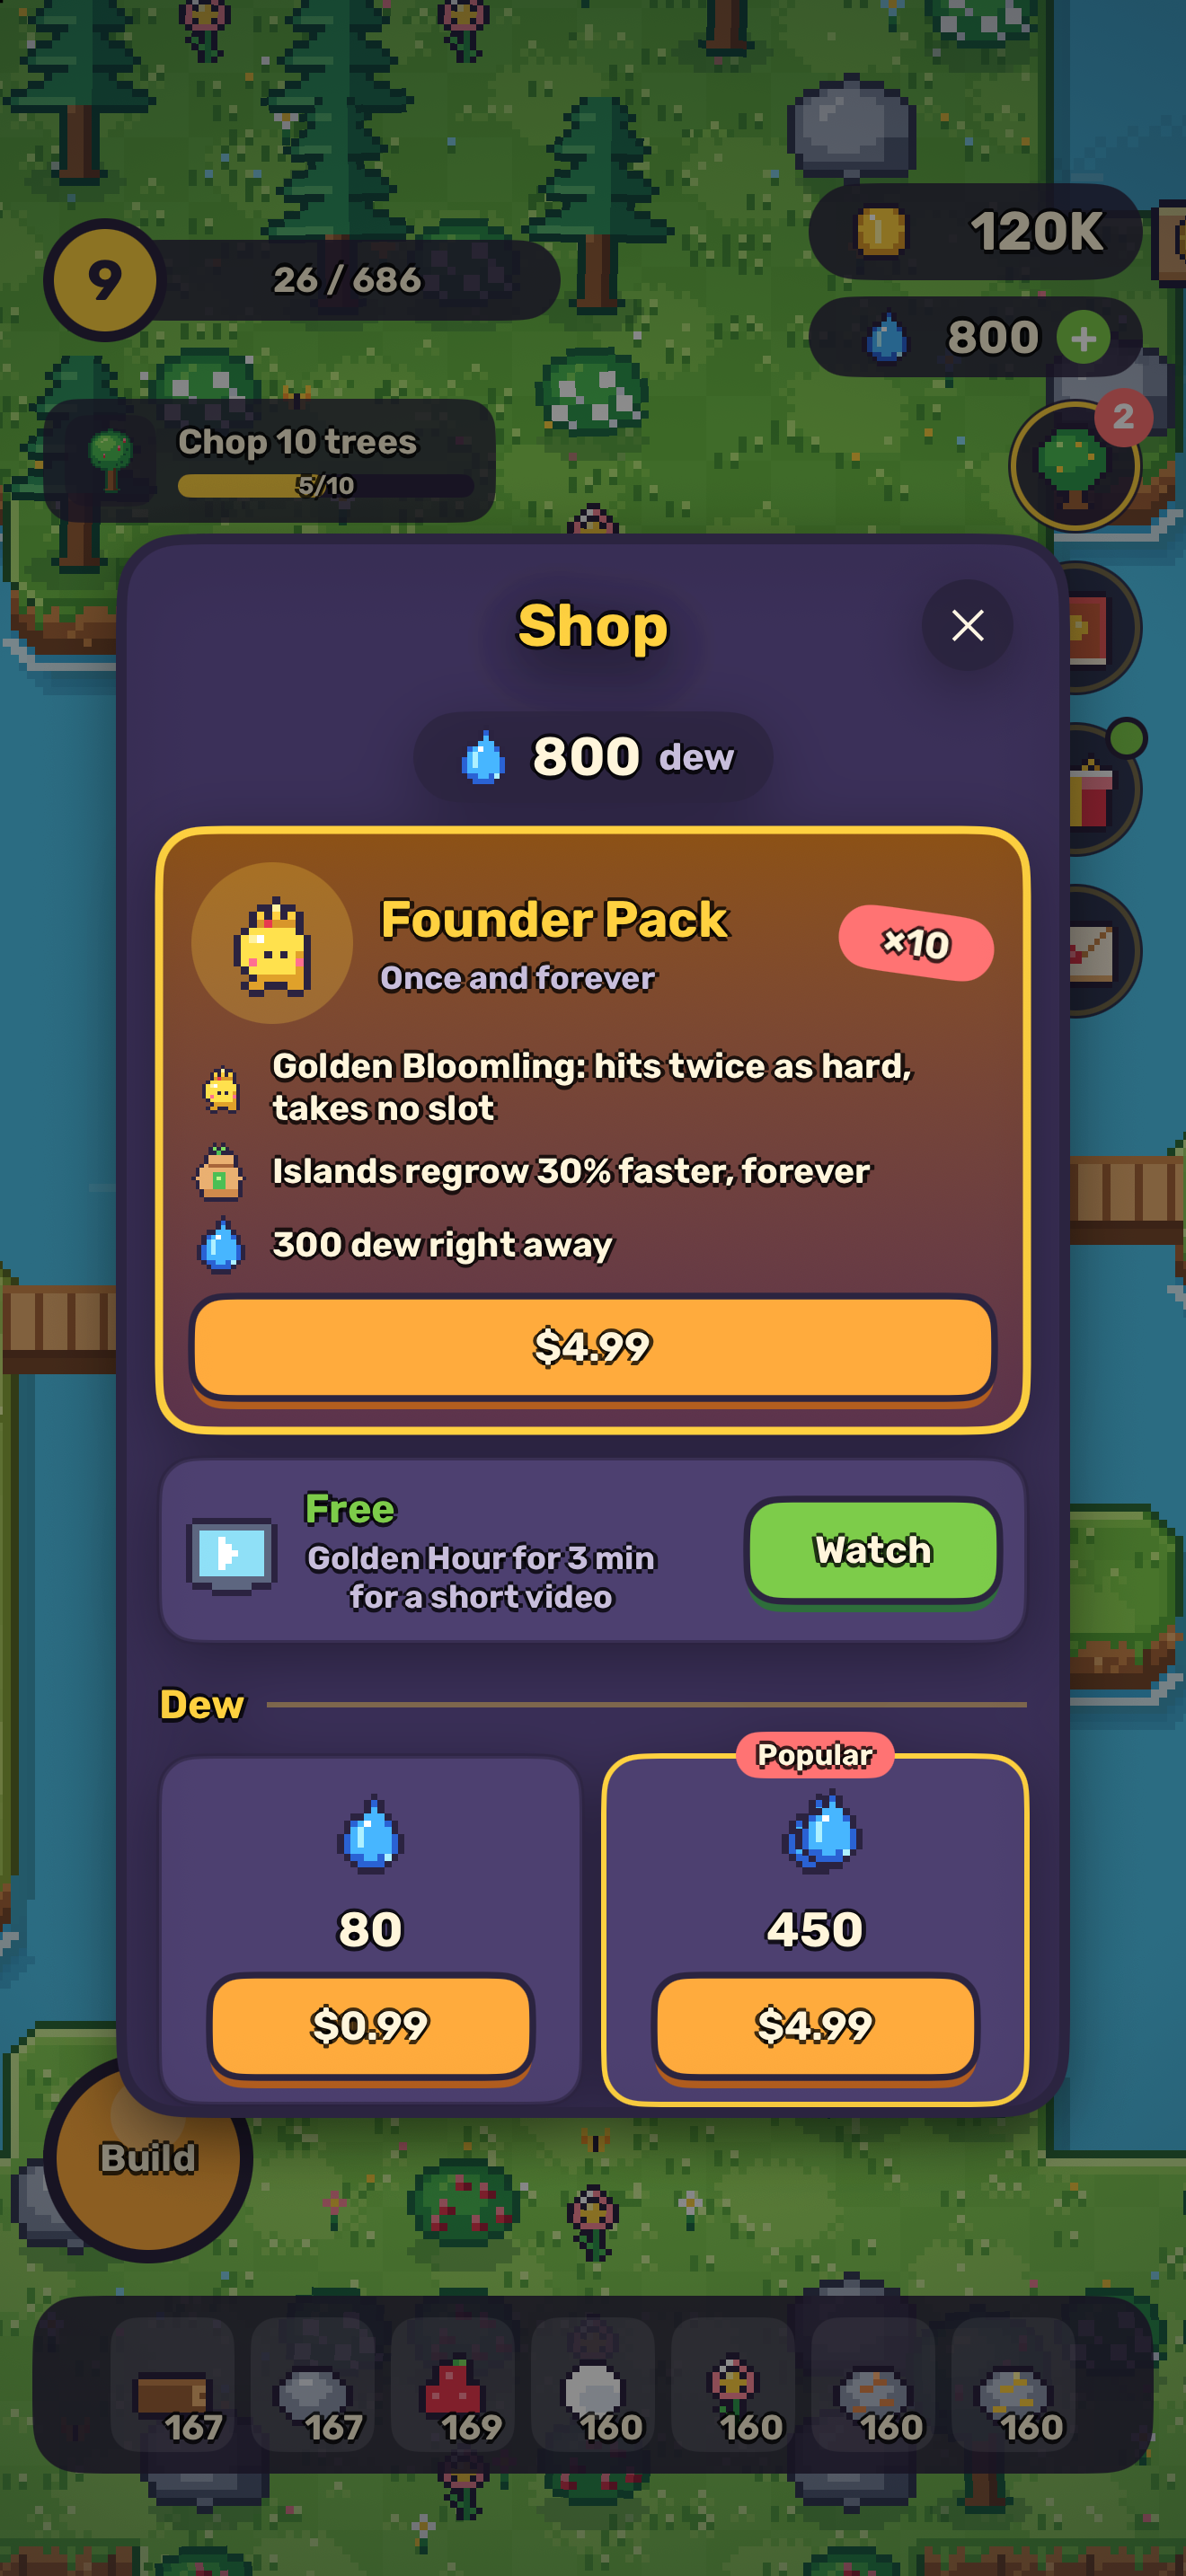 120K
9
26 / 686
800
+
Chop 10 trees
5/10
2
Shop
800 dew
Founder Pack
×10
Once and forever
Golden Bloomling: hits twice as hard,
takes no slot
Islands regrow 30% faster, forever
300 dew right away
$4.99
Free
Golden Hour for 3 min
for a short video
Watch
Dew
Popular
80
450
$0.99
$4.99
Build
167
167
169
160
160
160
160